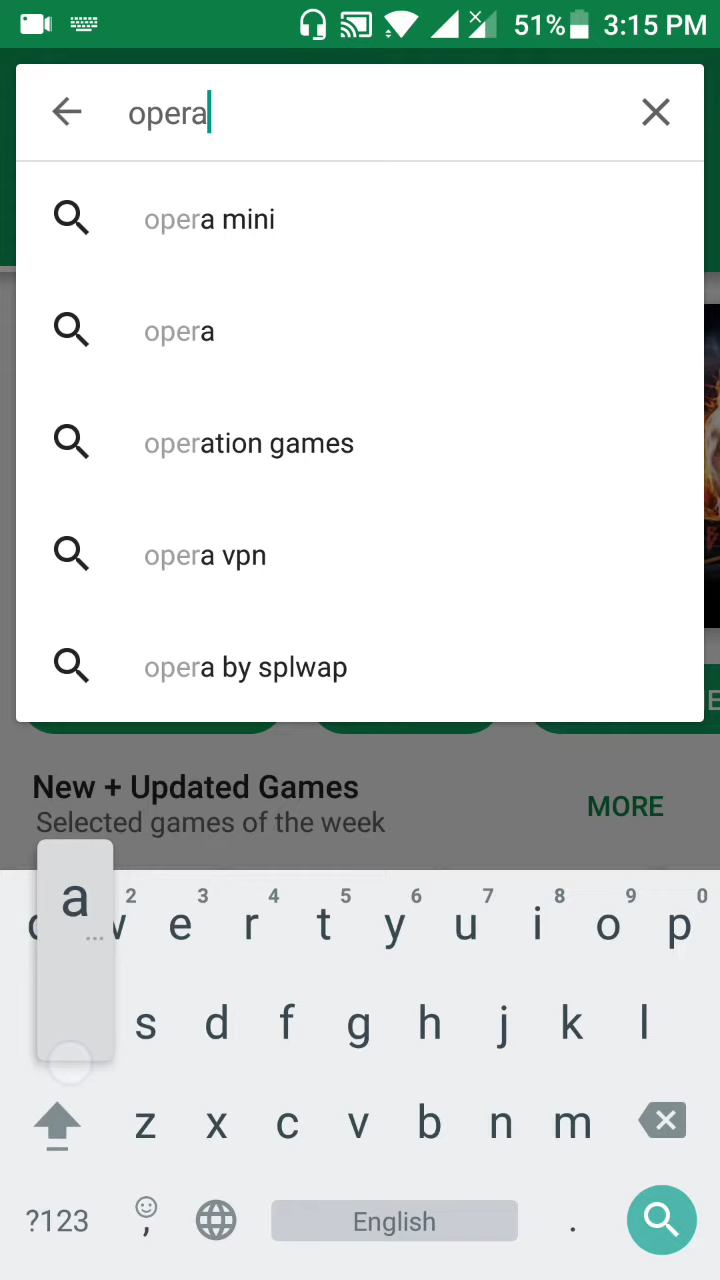 51% 3:15 PM
opera
opera mini
opera
operation games
opera vpn
opera by splwap
E
New + Updated Games
MORE
Selected games of the week
a
2 3 4 5 6 7 8 9 0
w e r t y u i o p
s d f g h j k l
z x c v b n m
?123 , English .